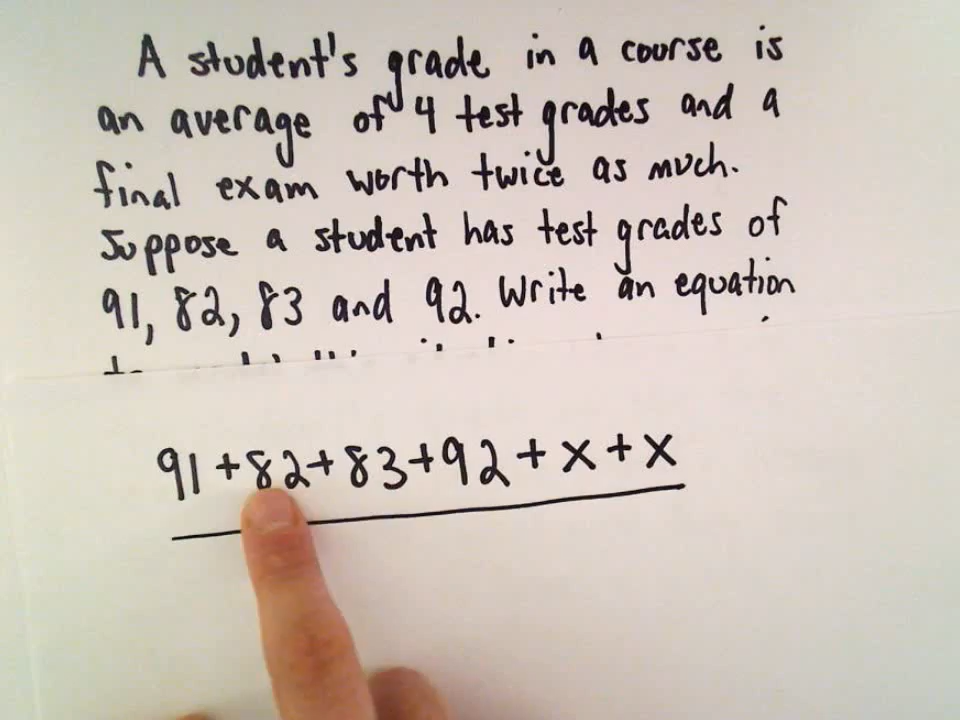 A student's grade in a course is
an average of 4 test grades and a
final exam worth twice as much.
Suppose a student has test grades of
91, 82, 83 and 92. Write an equation
91 + 82 + 83 + 92 + x + x